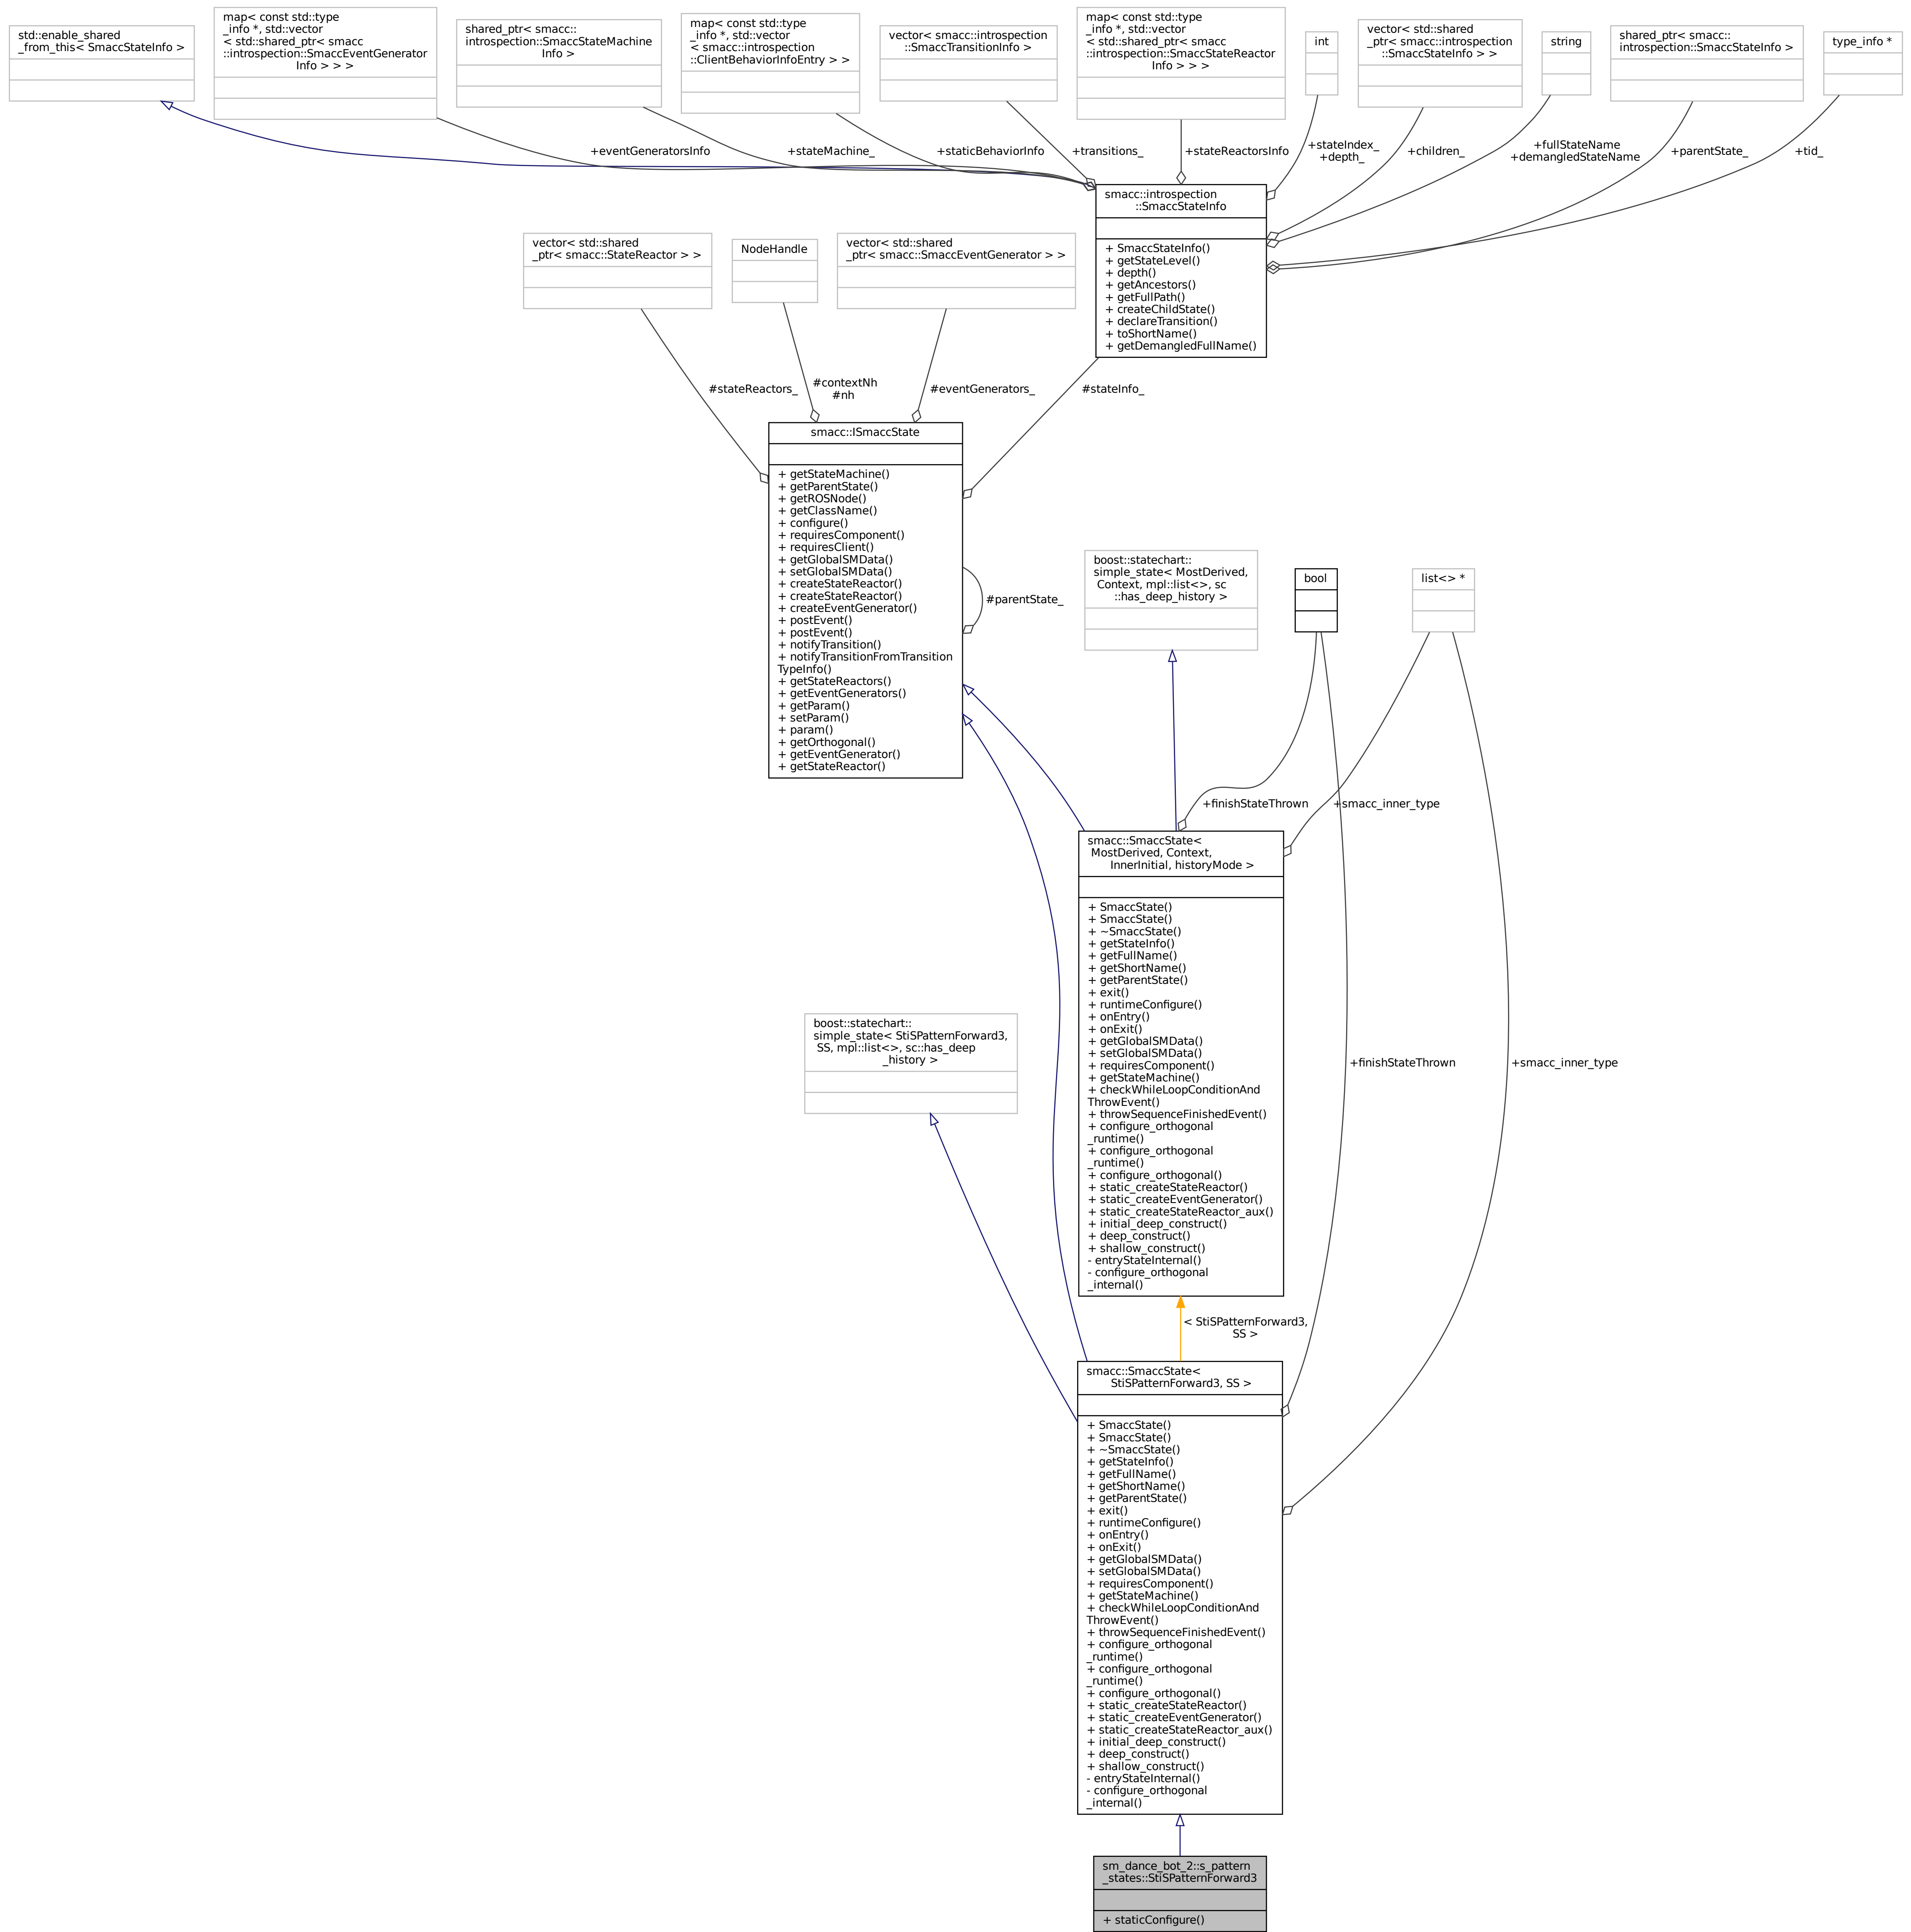 std::enable_shared
_from_this< SmaccStateInfo >
map< const std::type
_info *, std::vector
< std::shared_ptr< smacc
::introspection::SmaccEventGenerator
Info > > >
shared_ptr< smacc::
introspection::SmaccStateMachine
Info >
map< const std::type
_info *, std::vector
< smacc::introspection
::ClientBehaviorInfoEntry > >
vector< smacc::introspection
::SmaccTransitionInfo >
map< const std::type
_info *, std::vector
< std::shared_ptr< smacc
::introspection::SmaccStateReactor
Info > > >
int
vector< std::shared
_ptr< smacc::introspection
::SmaccStateInfo > >
string
shared_ptr< smacc::
introspection::SmaccStateInfo >
type_info *
+eventGeneratorsInfo
+stateMachine_
+staticBehaviorInfo
+transitions_
+stateReactorsInfo
+stateIndex_
+depth_
+children_
+fullStateName
+demangledStateName
+parentState_
+tid_
smacc::introspection
::SmaccStateInfo
+ SmaccStateInfo()
+ getStateLevel()
+ depth()
+ getAncestors()
+ getFullPath()
+ createChildState()
+ declareTransition()
+ toShortName()
+ getDemangledFullName()
vector< std::shared
_ptr< smacc::StateReactor > >
NodeHandle
vector< std::shared
_ptr< smacc::SmaccEventGenerator > >
#stateReactors_
#contextNh
#nh
#eventGenerators_
#stateInfo_
smacc::ISmaccState
+ getStateMachine()
+ getParentState()
+ getROSNode()
+ getClassName()
+ configure()
+ requiresComponent()
+ requiresClient()
+ getGlobalSMData()
+ setGlobalSMData()
+ createStateReactor()
+ createStateReactor()
+ createEventGenerator()
+ postEvent()
+ postEvent()
+ notifyTransition()
+ notifyTransitionFromTransition
TypeInfo()
+ getStateReactors()
+ getEventGenerators()
+ getParam()
+ setParam()
+ param()
+ getOrthogonal()
+ getEventGenerator()
+ getStateReactor()
#parentState_
boost::statechart::
simple_state< MostDerived,
Context, mpl::list<>, sc
::has_deep_history >
bool
list<> *
+finishStateThrown
+smacc_inner_type
smacc::SmaccState<
MostDerived, Context,
InnerInitial, historyMode >
+ SmaccState()
+ SmaccState()
+ ~SmaccState()
+ getStateInfo()
+ getFullName()
+ getShortName()
+ getParentState()
+ exit()
+ runtimeConfigure()
+ onEntry()
+ onExit()
+ getGlobalSMData()
+ setGlobalSMData()
+ requiresComponent()
+ getStateMachine()
+ checkWhileLoopConditionAnd
ThrowEvent()
+ throwSequenceFinishedEvent()
+ configure_orthogonal
_runtime()
+ configure_orthogonal
_runtime()
+ configure_orthogonal()
+ static_createStateReactor()
+ static_createEventGenerator()
+ static_createStateReactor_aux()
+ initial_deep_construct()
+ deep_construct()
+ shallow_construct()
- entryStateInternal()
- configure_orthogonal
_internal()
boost::statechart::
simple_state< StiSPatternForward3,
SS, mpl::list<>, sc::has_deep
_history >
+finishStateThrown
+smacc_inner_type
< StiSPatternForward3,
SS >
smacc::SmaccState<
StiSPatternForward3, SS >
+ SmaccState()
+ SmaccState()
+ ~SmaccState()
+ getStateInfo()
+ getFullName()
+ getShortName()
+ getParentState()
+ exit()
+ runtimeConfigure()
+ onEntry()
+ onExit()
+ getGlobalSMData()
+ setGlobalSMData()
+ requiresComponent()
+ getStateMachine()
+ checkWhileLoopConditionAnd
ThrowEvent()
+ throwSequenceFinishedEvent()
+ configure_orthogonal
_runtime()
+ configure_orthogonal
_runtime()
+ configure_orthogonal()
+ static_createStateReactor()
+ static_createEventGenerator()
+ static_createStateReactor_aux()
+ initial_deep_construct()
+ deep_construct()
+ shallow_construct()
- entryStateInternal()
- configure_orthogonal
_internal()
sm_dance_bot_2::s_pattern
_states::StiSPatternForward3
+ staticConfigure()